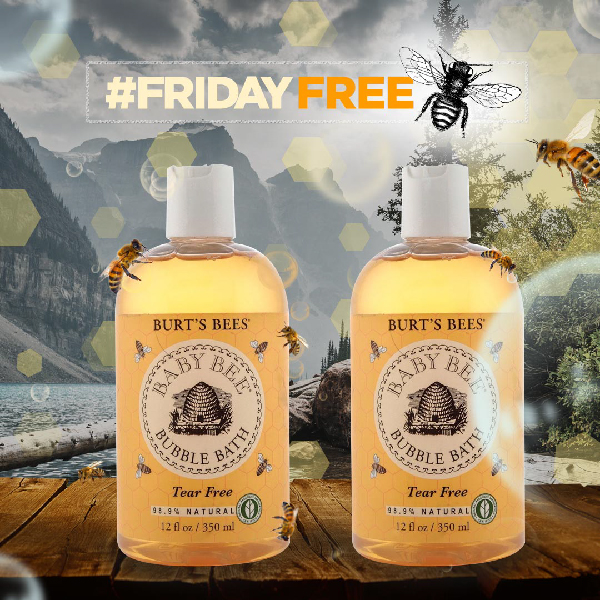 #FRIDAY FREE
BURT'S BEES®
BABY BEE®
BUBBLE BATH
Tear Free
98.9% NATURAL
12 fl oz / 350 ml
BURT'S BEES®
BABY BEE®
BUBBLE BATH
Tear Free
98.9% NATURAL
12 fl oz / 350 ml